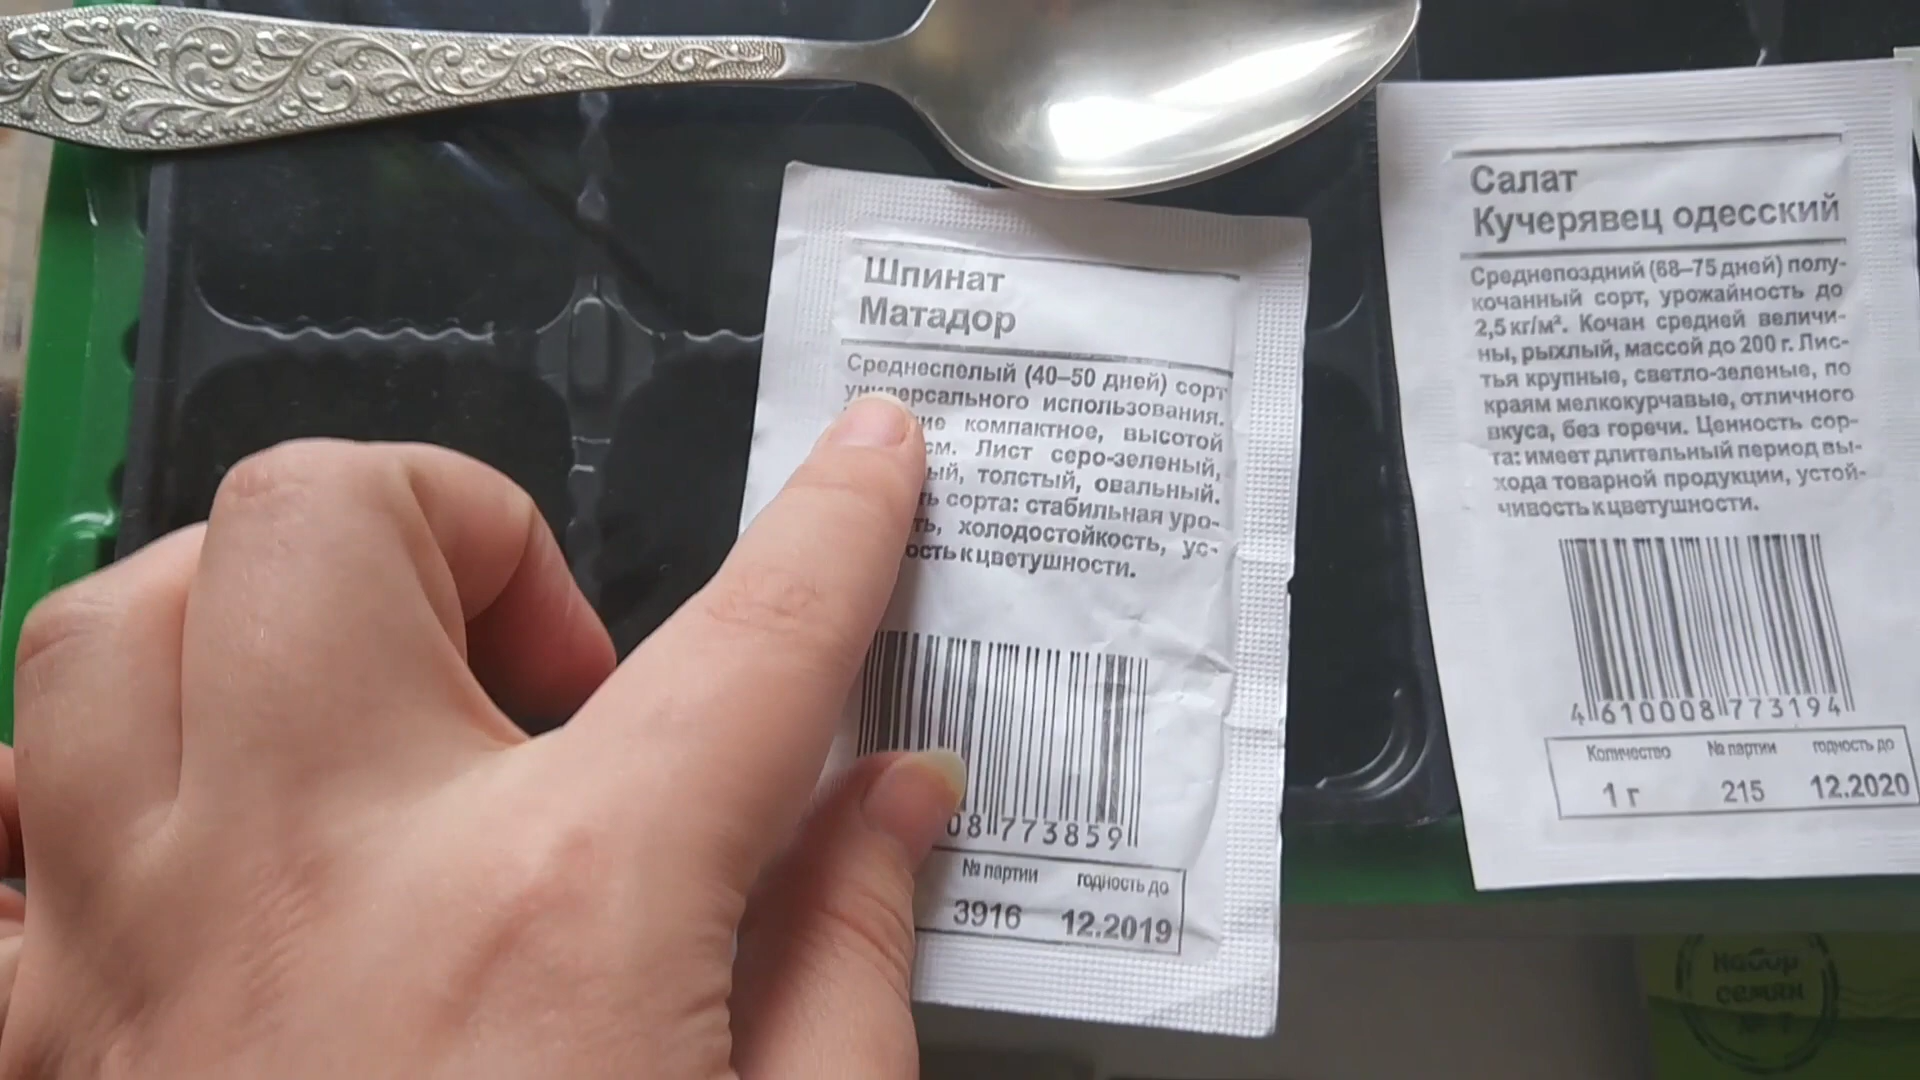 Шпинат
Матадор
Среднеспелый (40–50 дней) сорт
универсального использования.
компактное, высотой
см. Лист серо-зеленый,
толстый, овальный.
сорта: стабильная уро-
холодостойкость, ус-
к цветушности.
08 773859
№ партии годность до
3916 12.2019
Салат
Кучерявец одесский
Среднепоздний (68–75 дней) полу-
кочанный сорт, урожайность до
2,5 кг/м². Кочан средней величи-
ны, рыхлый, массой до 200 г. Лис-
тья крупные, светло-зеленые, по
краям мелкокурчавые, отличного
вкуса, без горечи. Ценность сор-
та: имеет длительный период вы-
хода товарной продукции, устой-
чивость к цветушности.
4 610008 773194
Количество № партии годность до
1 г 215 12.2020
Набор
семян